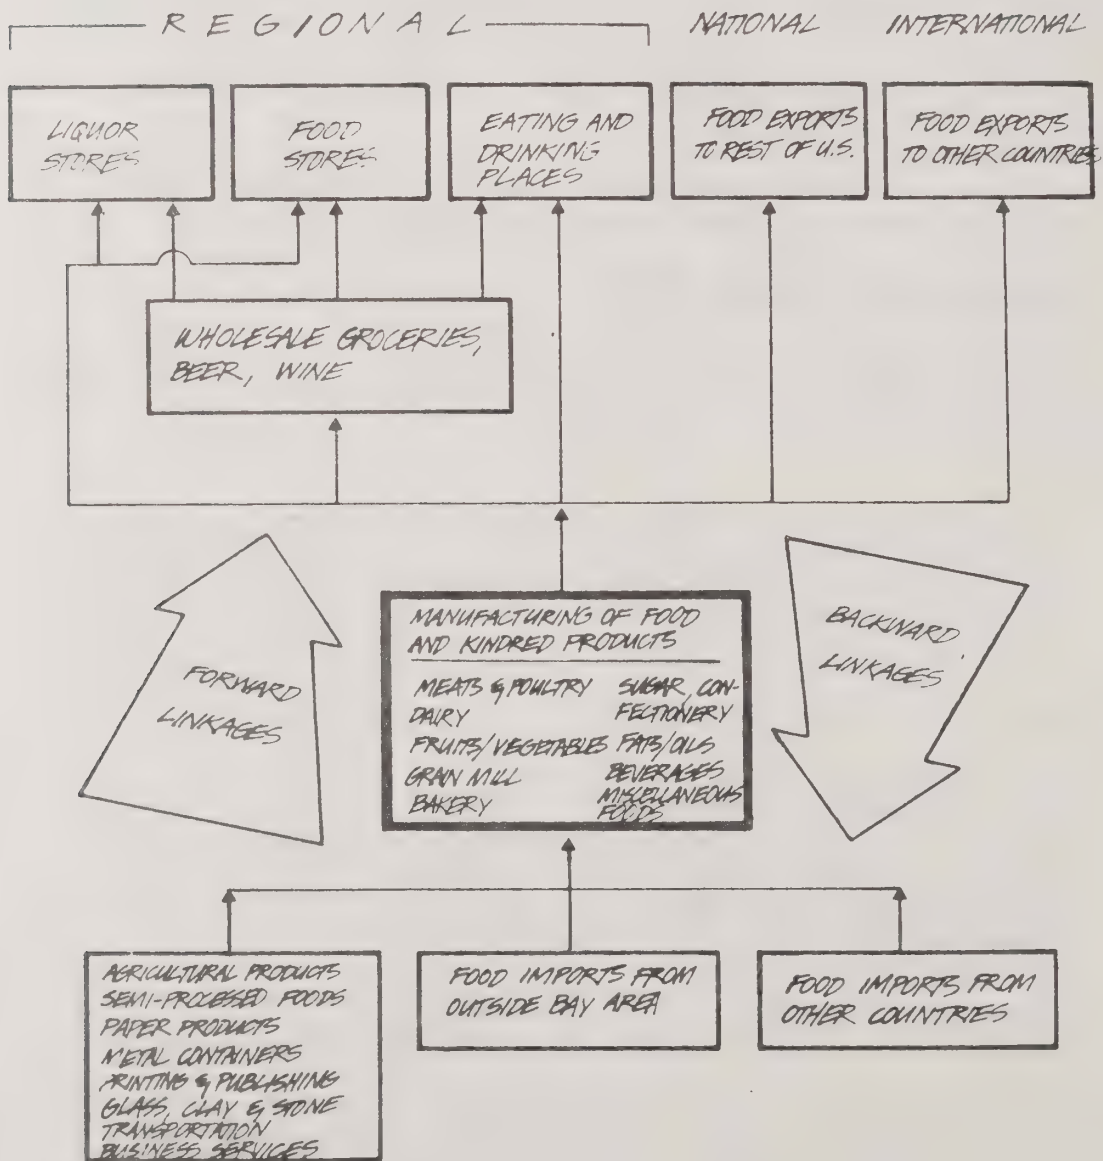 REGIONAL NATIONAL INTERNATIONAL
LIQUOR
STORES
FOOD
STORES
EATING AND
DRINKING
PLACES
FOOD EXPORTS
TO REST OF U.S.
FOOD EXPORTS
TO OTHER COUNTRIES
WHOLESALE GROCERIES,
BEER, WINE
FORWARD
LINKAGES
MANUFACTURING OF FOOD
AND KINDRED PRODUCTS
MEATS & POULTRY
DAIRY
FRUITS/VEGETABLES
GRAIN MILL
BAKERY
SUGAR, CON-
FECTIONERY
FATS/OILS
BEVERAGES
MISCELLANEOUS
FOODS
BACKWARD
LINKAGES
AGRICULTURAL PRODUCTS
SEMI-PROCESSED FOODS
PAPER PRODUCTS
METAL CONTAINERS
PRINTING & PUBLISHING
GLASS, CLAY & STONE
TRANSPORTATION
BUSINESS SERVICES
FOOD IMPORTS FROM
OUTSIDE BAY AREA
FOOD IMPORTS FROM
OTHER COUNTRIES